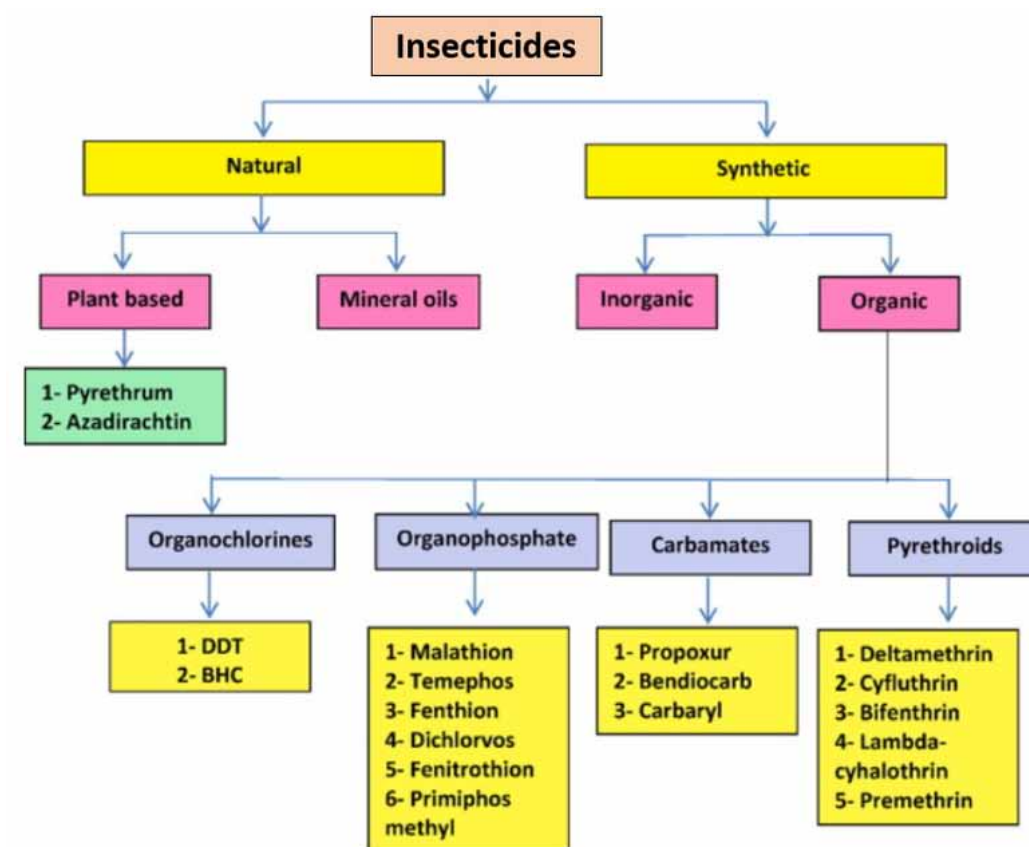 Insecticides
Natural
Synthetic
Plant based
Mineral oils
Inorganic
Organic
1- Pyrethrum
2- Azadirachtin
Organochlorines
Organophosphate
Carbamates
Pyrethroids
1- DDT
2- BHC
1- Malathion
2- Temephos
3- Fenthion
4- Dichlorvos
5- Fenitrothion
6- Primiphos
methyl
1- Propoxur
2- Bendiocarb
3- Carbaryl
1- Deltamethrin
2- Cyfluthrin
3- Bifenthrin
4- Lambda-
cyhalothrin
5- Premethrin